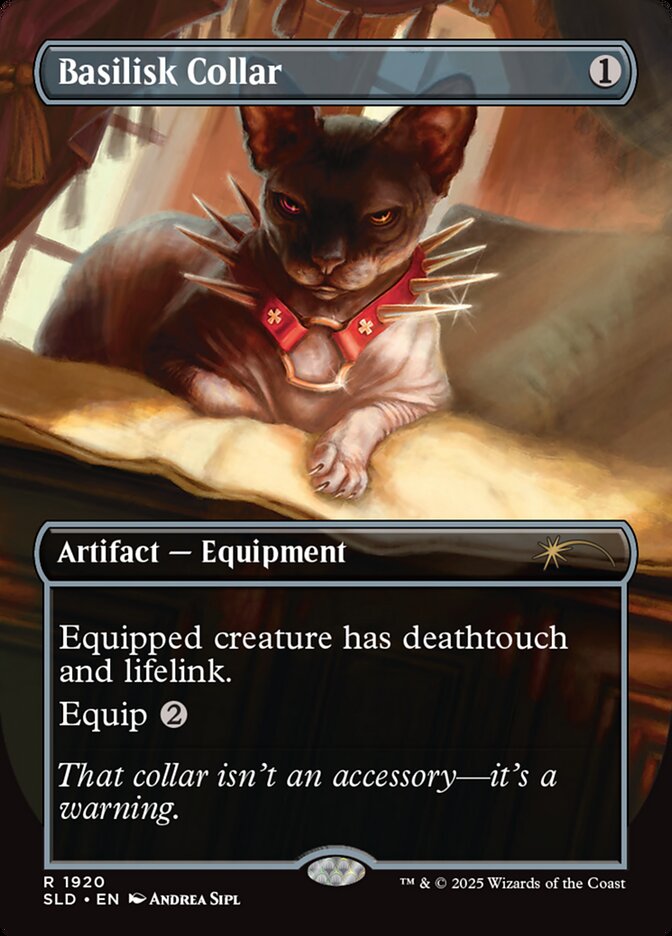 Basilisk Collar 1
Artifact — Equipment
Equipped creature has deathtouch
and lifelink.
Equip 2
That collar isn't an accessory—it's a
warning.
R 1920
SLD • EN Andrea Sipl
™ & © 2025 Wizards of the Coast